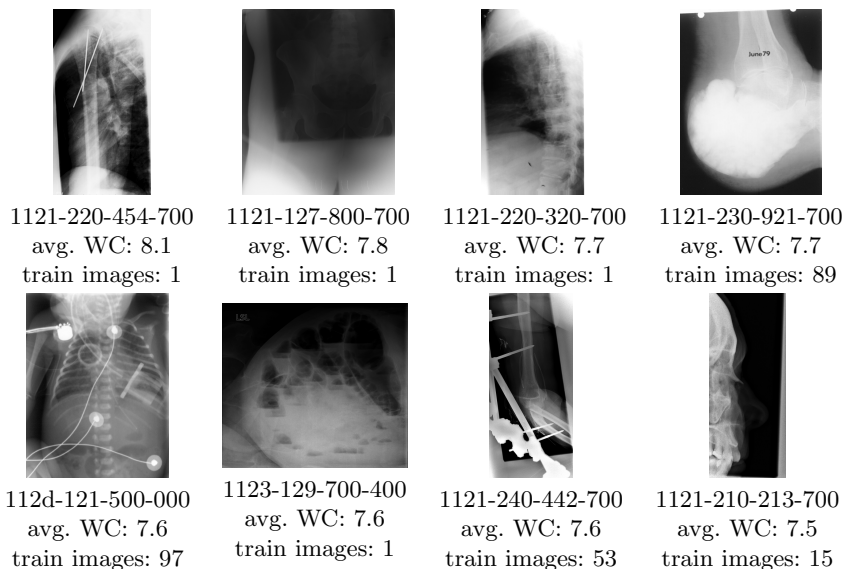 June79
1121-220-454-700
avg. WC: 8.1
train images: 1
1121-127-800-700
avg. WC: 7.8
train images: 1
1121-220-320-700
avg. WC: 7.7
train images: 1
1121-230-921-700
avg. WC: 7.7
train images: 89
112d-121-500-000
avg. WC: 7.6
train images: 97
1123-129-700-400
avg. WC: 7.6
train images: 1
1121-240-442-700
avg. WC: 7.6
train images: 53
1121-210-213-700
avg. WC: 7.5
train images: 15